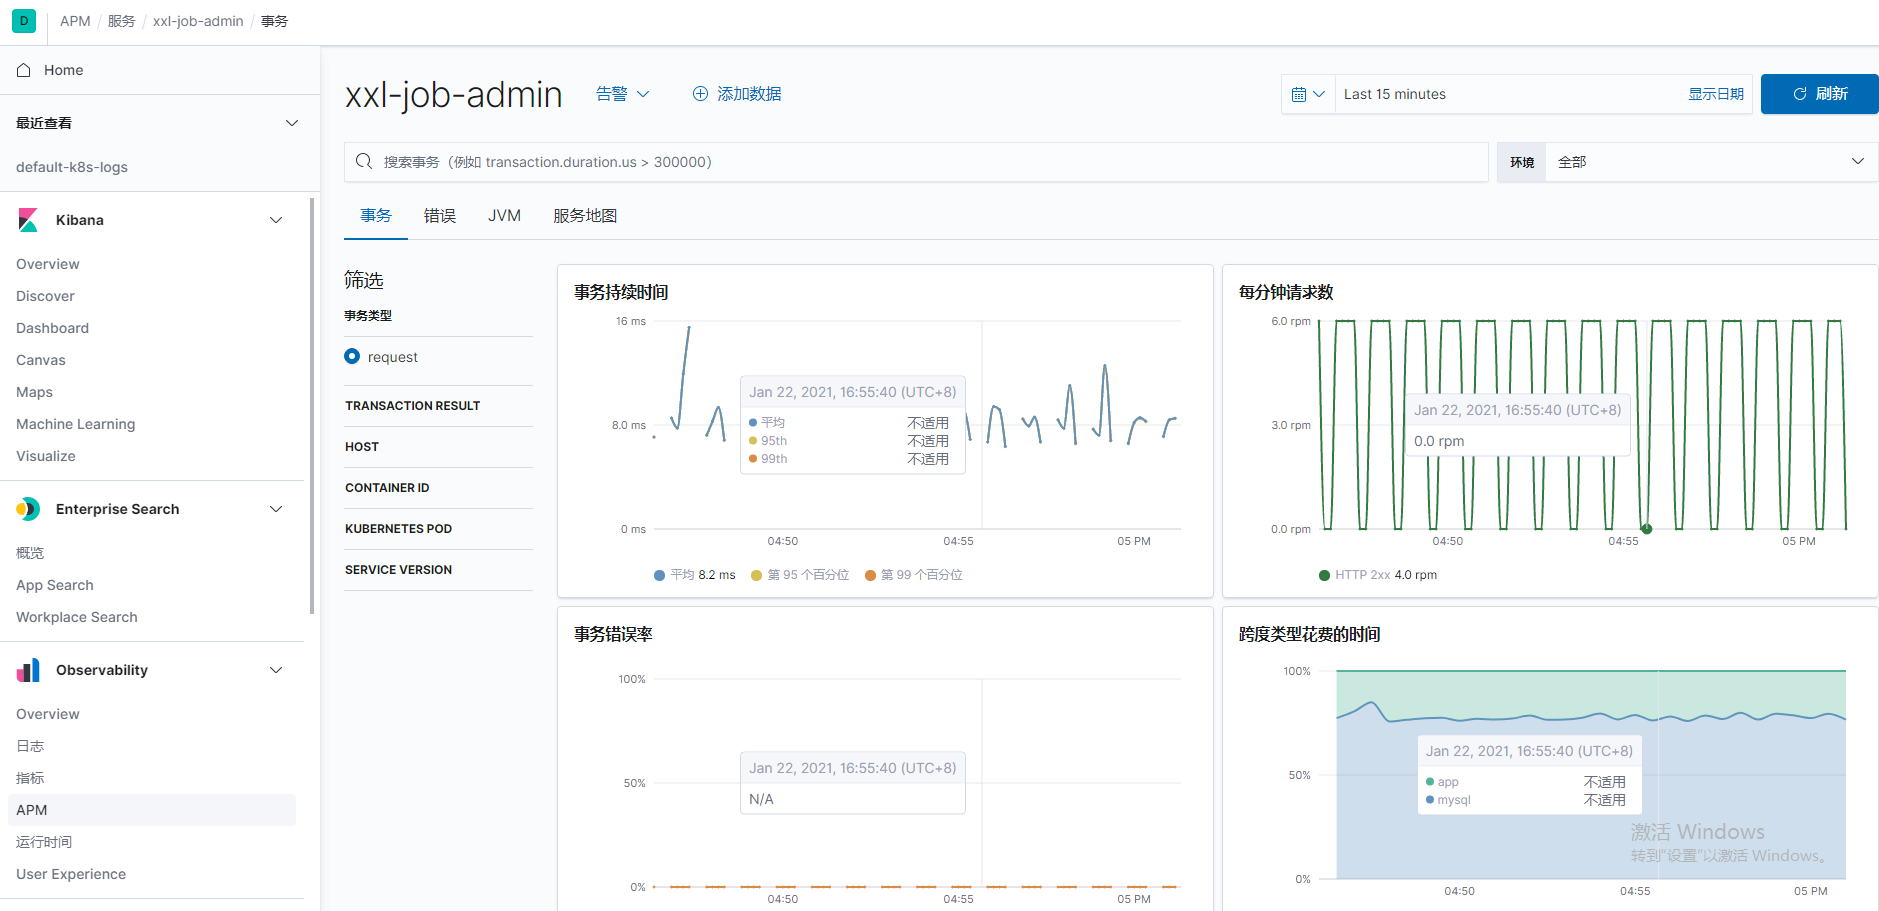 D
APM / 服务 / xxl-job-admin / 事务
Home
最近查看
default-k8s-logs
Kibana
Overview
Discover
Dashboard
Canvas
Maps
Machine Learning
Visualize
Enterprise Search
概览
App Search
Workplace Search
Observability
Overview
日志
指标
APM
运行时间
User Experience
xxl-job-admin
告警
添加数据
Last 15 minutes
显示日期
刷新
搜索事务（例如 transaction.duration.us > 300000）
环境
全部
事务
错误
JVM
服务地图
筛选
事务类型
request
TRANSACTION RESULT
HOST
CONTAINER ID
KUBERNETES POD
SERVICE VERSION
事务持续时间
16 ms
8.0 ms
0 ms
Jan 22, 2021, 16:55:40 (UTC+8)
平均 不适用
95th 不适用
99th 不适用
04:50 04:55 05 PM
平均 8.2 ms 第 95 个百分位 第 99 个百分位
每分钟请求数
6.0 rpm
3.0 rpm
0.0 rpm
Jan 22, 2021, 16:55:40 (UTC+8)
0.0 rpm
04:50 04:55 05 PM
HTTP 2xx 4.0 rpm
事务错误率
100%
50%
0%
Jan 22, 2021, 16:55:40 (UTC+8)
N/A
04:50 04:55 05 PM
跨度类型花费的时间
100%
50%
0%
Jan 22, 2021, 16:55:40 (UTC+8)
app 不适用
mysql 不适用
04:50 04:55 05 PM
激活 Windows
转到"设置"以激活 Windows。